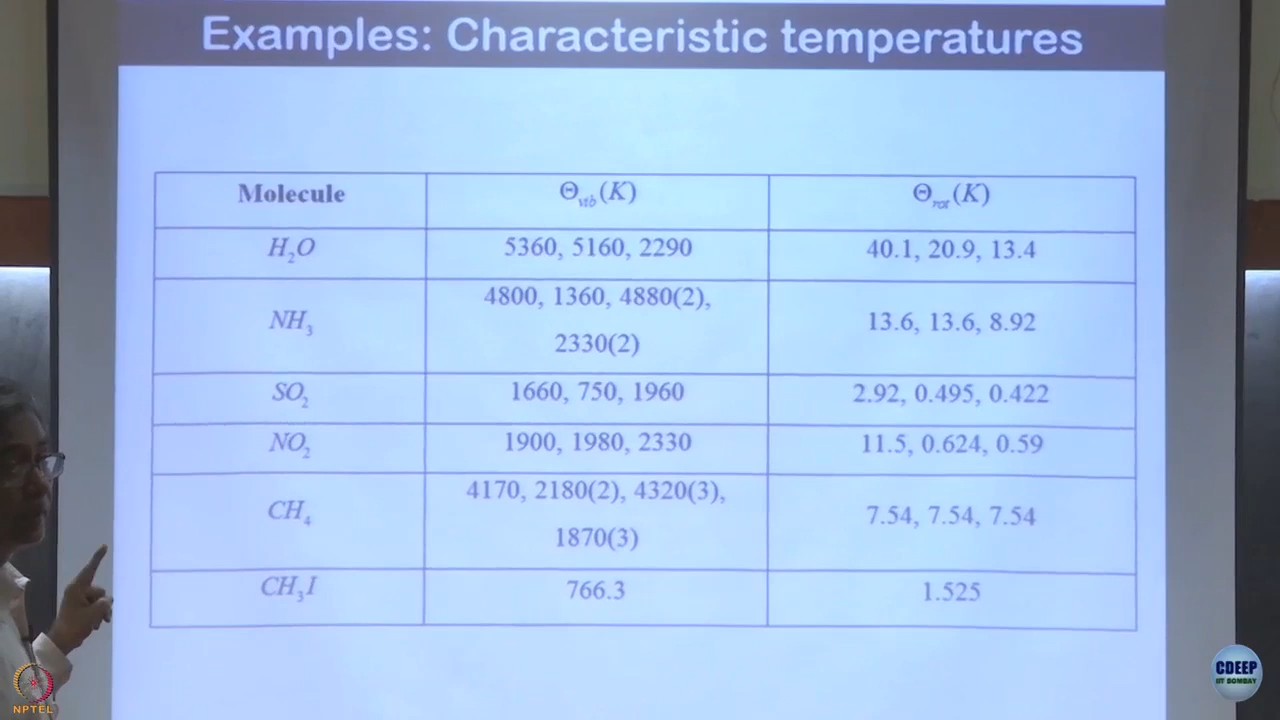 Examples: Characteristic temperatures
Molecule Θvib(K) Θrot(K)
H2O 5360, 5160, 2290 40.1, 20.9, 13.4
NH3 4800, 1360, 4880(2), 2330(2) 13.6, 13.6, 8.92
SO2 1660, 750, 1960 2.92, 0.495, 0.422
NO2 1900, 1980, 2330 11.5, 0.624, 0.59
CH4 4170, 2180(2), 4320(3), 1870(3) 7.54, 7.54, 7.54
CH3I 766.3 1.525
NPTEL
CDEEP
IIT BOMBAY